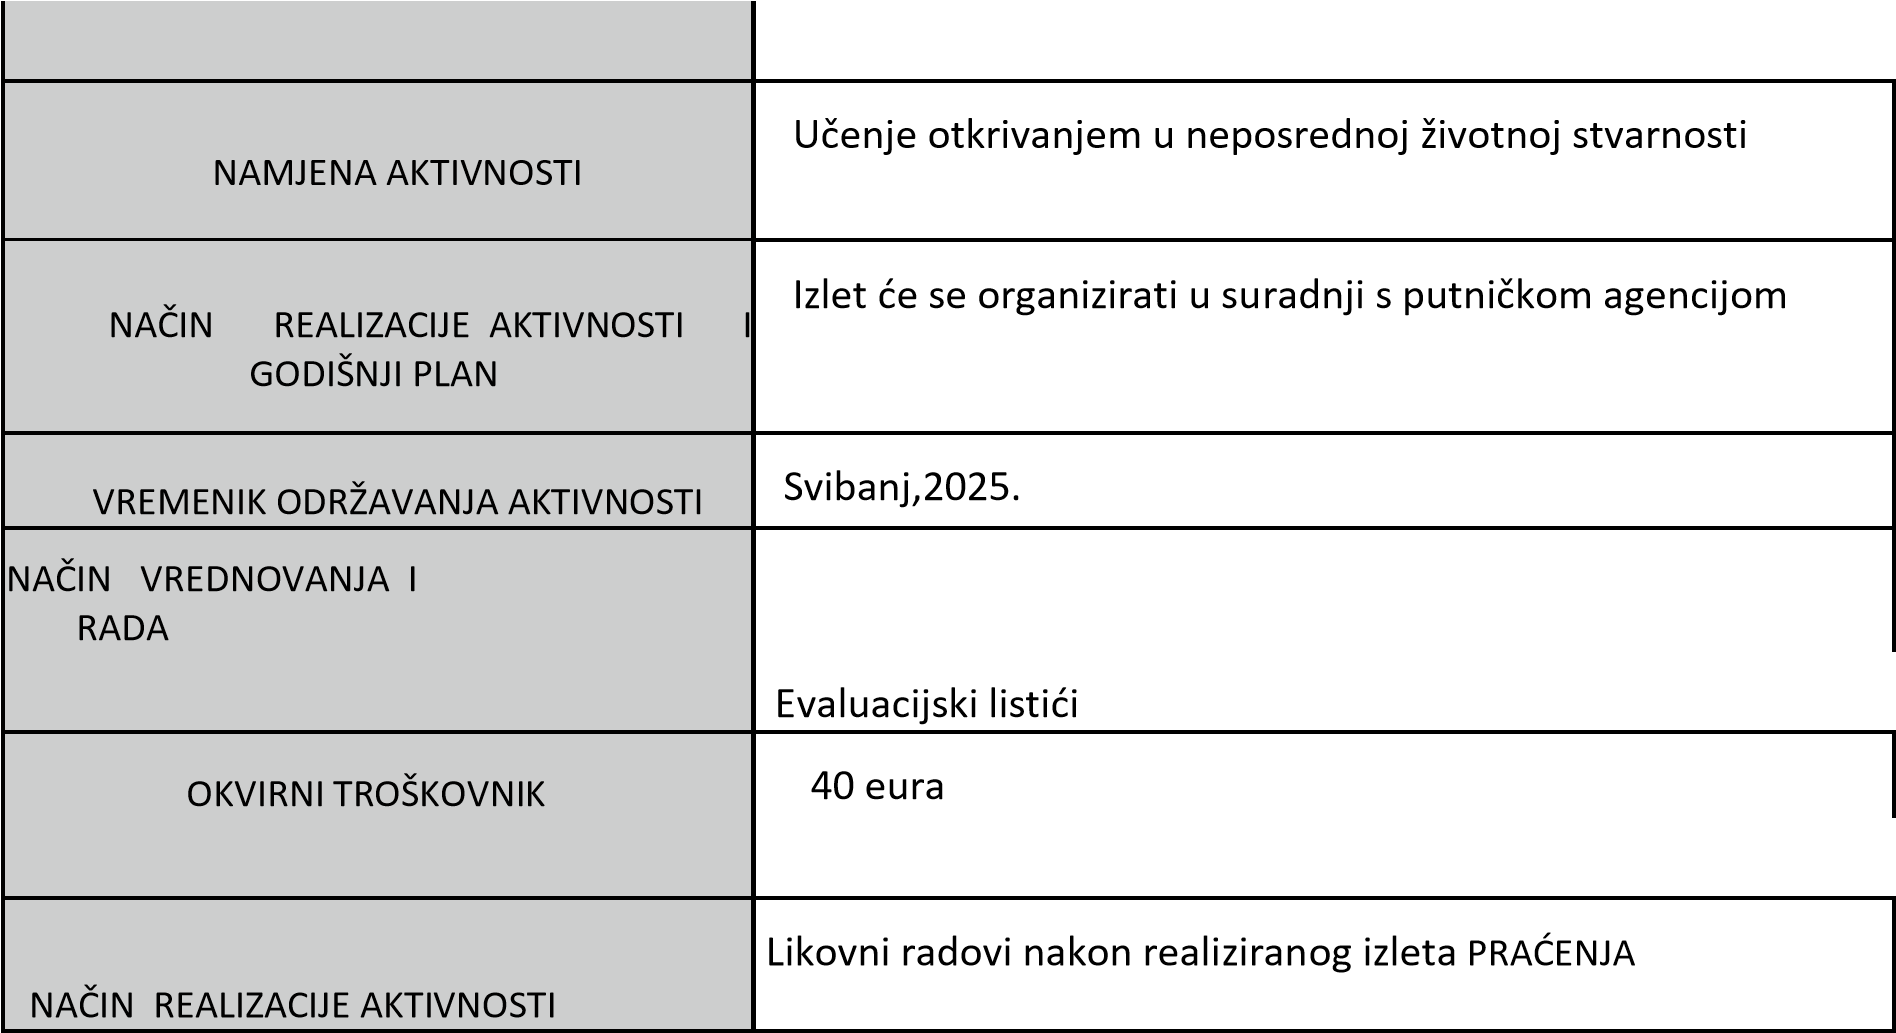 NAMJENA AKTIVNOSTI
Učenje otkrivanjem u neposrednoj životnoj stvarnosti
NAČIN REALIZACIJE AKTIVNOSTI I
GODIŠNJI PLAN
Izlet će se organizirati u suradnji s putničkom agencijom
VREMENIK ODRŽAVANJA AKTIVNOSTI
Svibanj,2025.
NAČIN VREDNOVANJA I
RADA
Evaluacijski listići
OKVIRNI TROŠKOVNIK
40 eura
NAČIN REALIZACIJE AKTIVNOSTI
Likovni radovi nakon realiziranog izleta PRAĆENJA